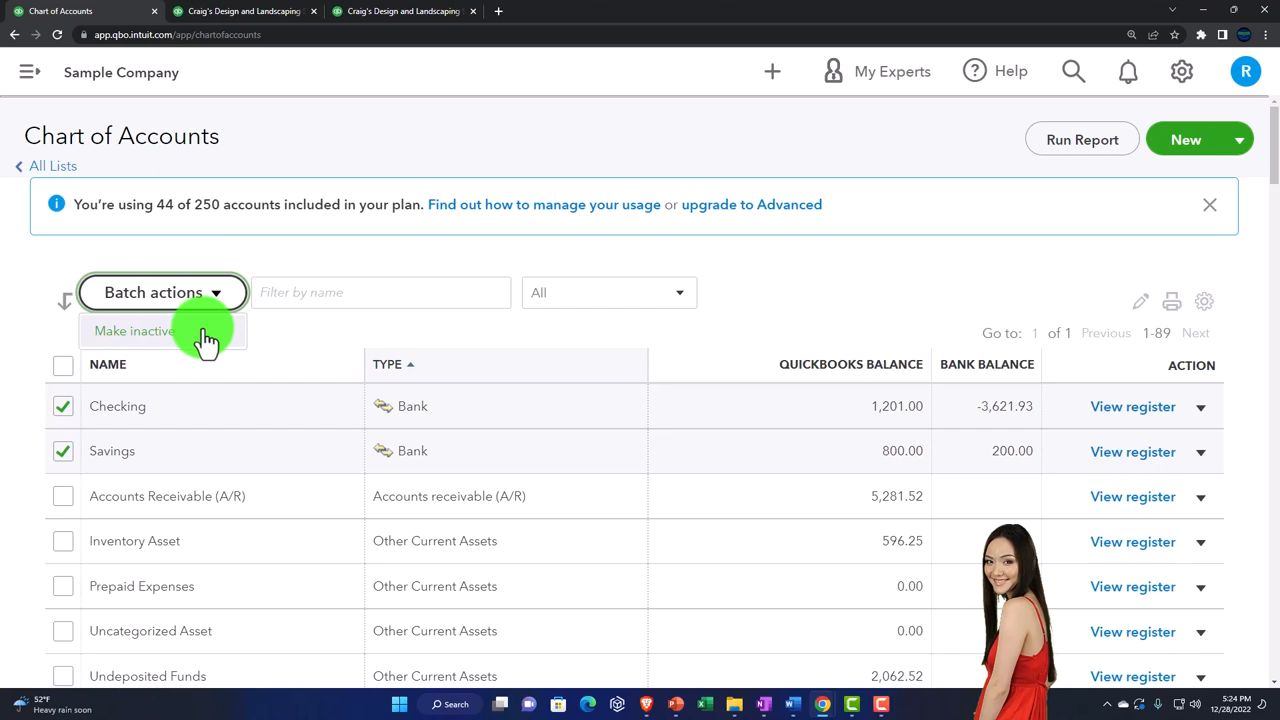 Chart of Accounts
Craig's Design and Landscaping S
Craig's Design and Landscaping S
app.qbo.intuit.com/app/chartofaccounts
Sample Company
My Experts
Help
R
Chart of Accounts
All Lists
Run Report
New
You're using 44 of 250 accounts included in your plan. Find out how to manage your usage or upgrade to Advanced
Batch actions
Filter by name
All
Make inactive
Go to: 1 of 1 Previous 1-89 Next
NAME TYPE QUICKBOOKS BALANCE BANK BALANCE ACTION
Checking Bank 1,201.00 -3,621.93 View register
Savings Bank 800.00 200.00 View register
Accounts Receivable (A/R) Accounts receivable (A/R) 5,281.52 View register
Inventory Asset Other Current Assets 596.25 View register
Prepaid Expenses Other Current Assets 0.00 View register
Uncategorized Asset Other Current Assets 0.00 View register
Undeposited Funds Other Current Assets 2,062.52 View register
52°F
Heavy rain soon
Search
5:24 PM
12/28/2022